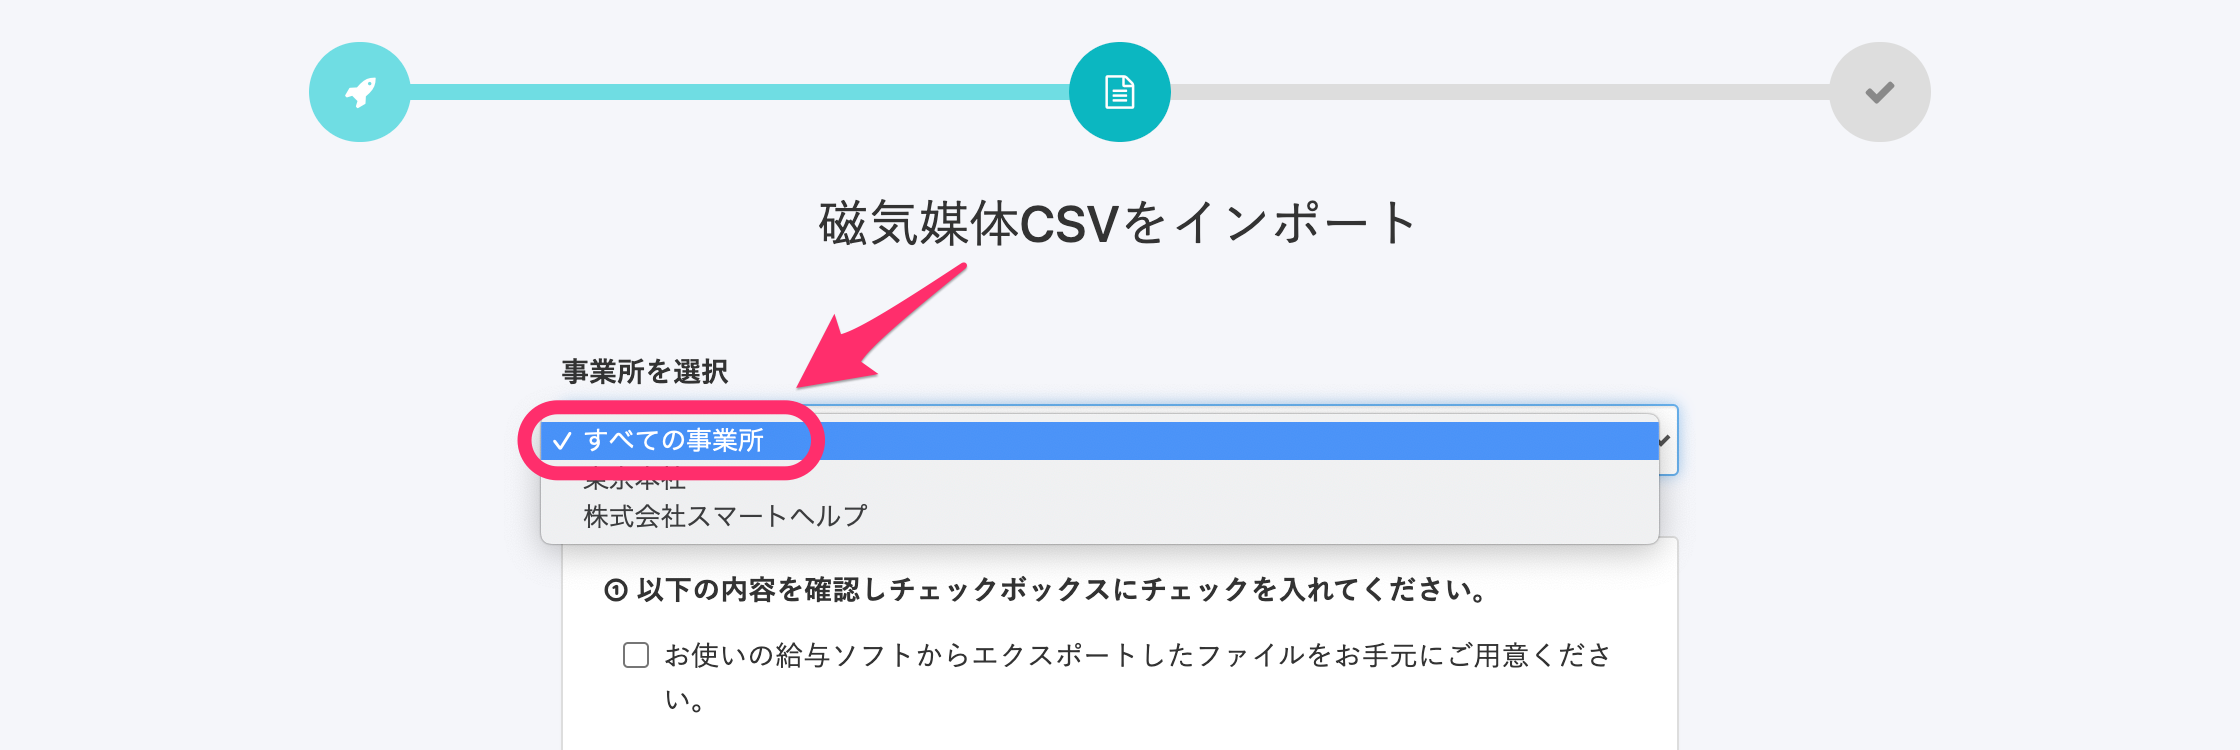 磁気媒体CSVをインポート
事業所を選択
すべての事業所
東京本社
株式会社スマートヘルプ
① 以下の内容を確認しチェックボックスにチェックを入れてください。
お使いの給与ソフトからエクスポートしたファイルをお手元にご用意くださ
い。